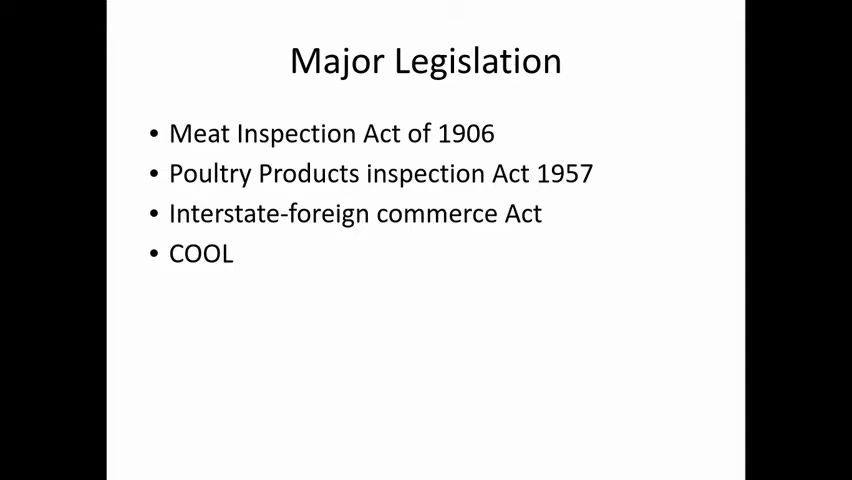 Major Legislation
• Meat Inspection Act of 1906
• Poultry Products inspection Act 1957
• Interstate-foreign commerce Act
• COOL